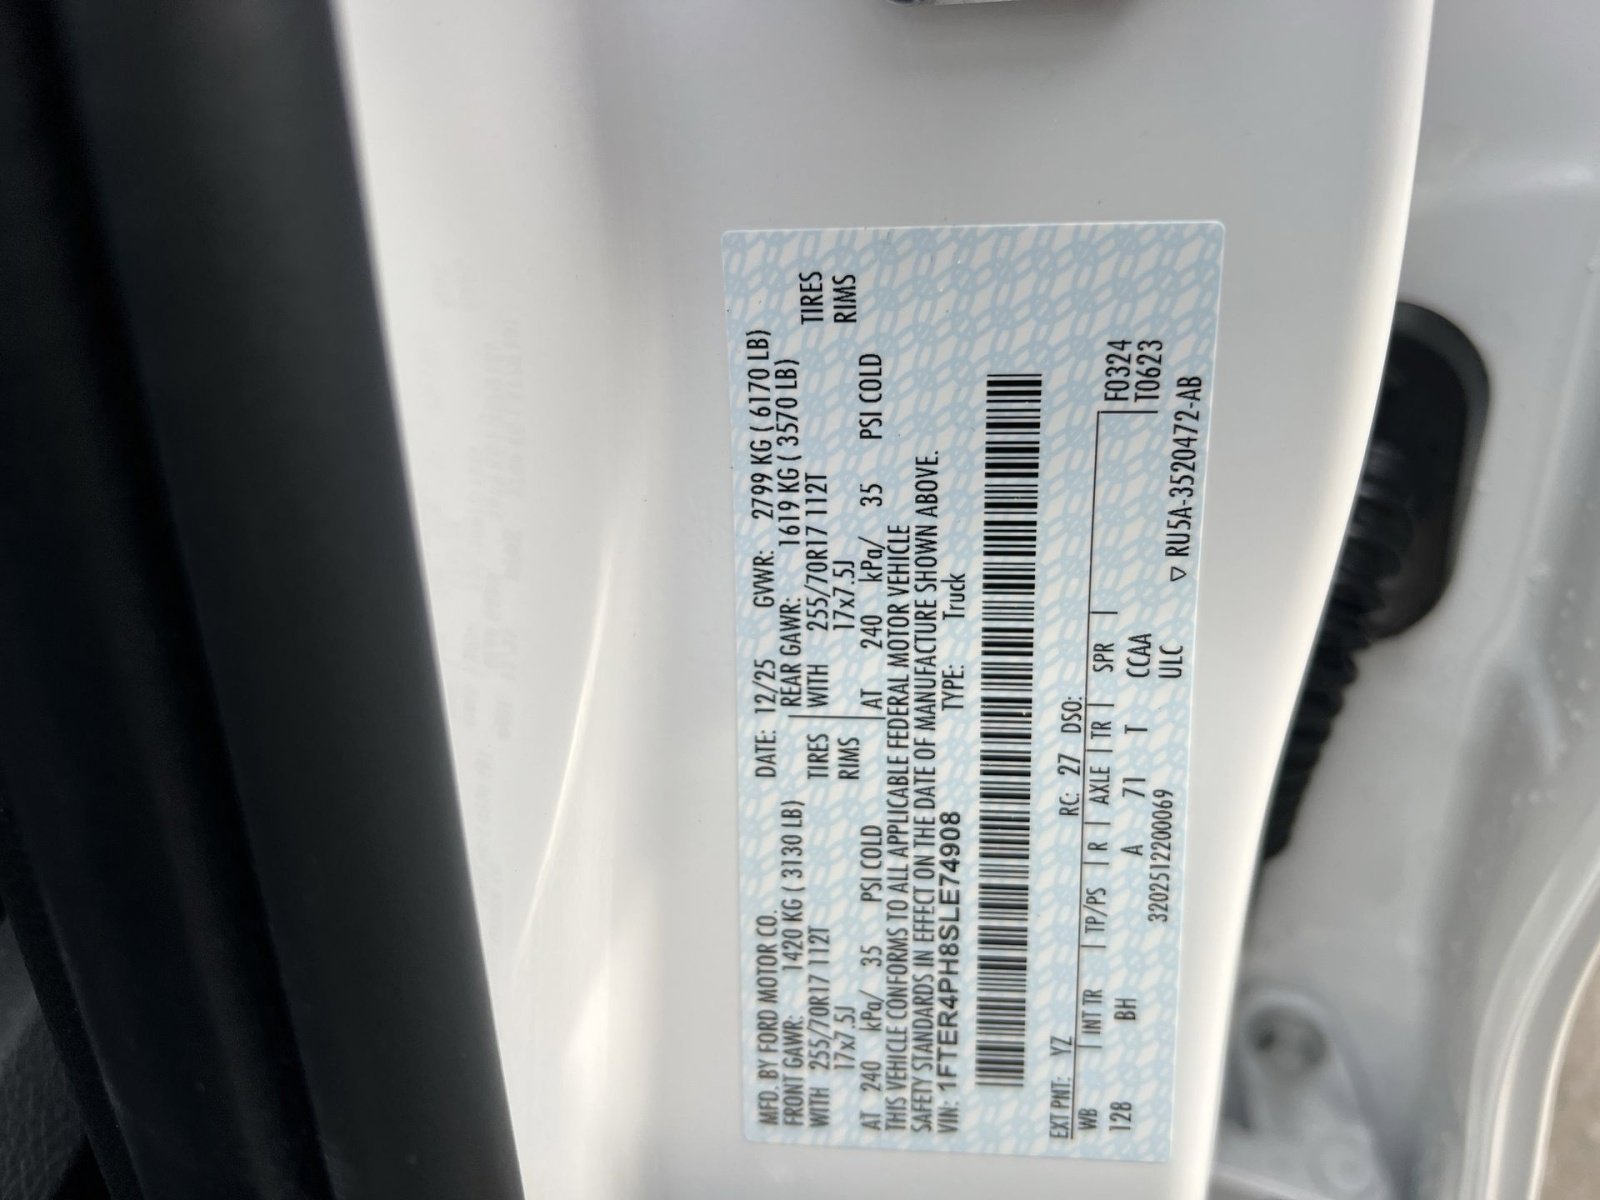 MFD. BY FORD MOTOR CO. DATE: 12/25 GVWR: 2799 KG ( 6170 LB)
FRONT GAWR: 1420 KG ( 3130 LB) REAR GAWR: 1619 KG ( 3570 LB)
WITH 255/70R17 112T TIRES WITH 255/70R17 112T TIRES
17x7.5J RIMS 17x7.5J RIMS
AT 240 kPa/ 35 PSI COLD AT 240 kPa/ 35 PSI COLD
THIS VEHICLE CONFORMS TO ALL APPLICABLE FEDERAL MOTOR VEHICLE
SAFETY STANDARDS IN EFFECT ON THE DATE OF MANUFACTURE SHOWN ABOVE.
VIN: 1FTER4PH8SLE74908 TYPE: Truck
EXT PNT: YZ RC: 27 DSO:
WB INT TR TP/PS R AXLE TR SPR F0324
128 BH A 71 T CCAA T0623
320251220069 ULC
▽ RU5A-3520472-AB